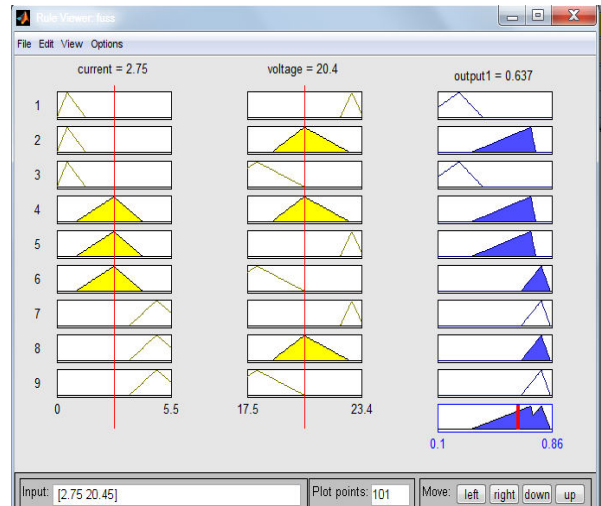 Rule Viewer: fuss
File Edit View Options
current = 2.75 voltage = 20.4 output1 = 0.637
1
2
3
4
5
6
7
8
9
0 5.5 17.5 23.4
0.1 0.86
Input: [2.75 20.45] Plot points: 101 Move: left right down up